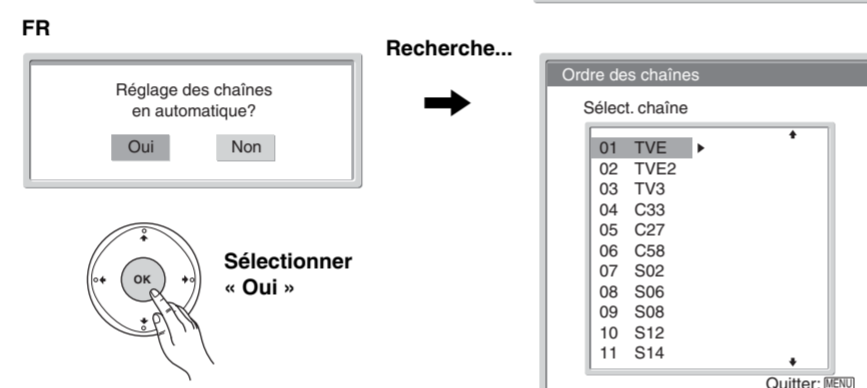 FR
Réglage des chaînes
en automatique?
Oui Non
OK
Sélectionner
« Oui »
Recherche...
Ordre des chaînes
Sélect. chaîne
01 TVE
02 TVE2
03 TV3
04 C33
05 C27
06 C58
07 S02
08 S06
09 S08
10 S12
11 S14
Quitter: MENU